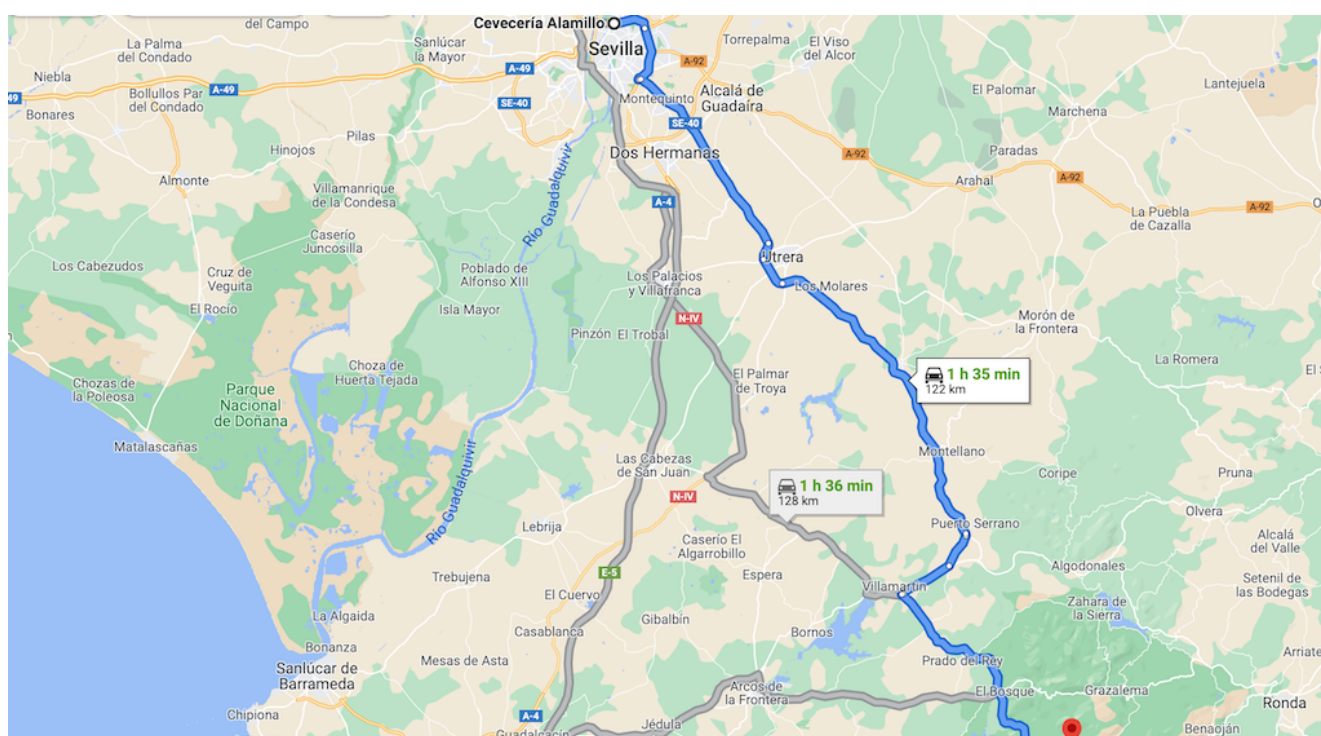 del Campo
Cevecería Alamillo
Sevilla
La Palma
del Condado
Sanlúcar
la Mayor
Torrepalma
El Viso
del Alcor
A-92
A-49
Niebla
A-49
49
Bollullos Par
del Condado
Bonares
SE-40
Montequinto
Alcalá de
Guadaíra
El Palomar
Marchena
Lantejuela
SE-40
Pilas
Hinojos
Dos Hermanas
A-92
Paradas
A-92
Arahal
Almonte
Villamanrique
de la Condesa
A-4
La Puebla
de Cazalla
A-92
O
Río Guadalquivir
Caserío
Juncosilla
Los Cabezudos
Cruz de
Veguita
Poblado de
Alfonso XIII
Los Palacios
y Villafranca
Utrera
Los Molares
El Rocío
Isla Mayor
N-IV
Pinzón
El Trobal
Morón de
la Frontera
La Romera
Choza de
Huerta Tejada
Chozas de
la Poleosa
Parque
Nacional
de Doñana
El Palmar
de Troya
1 h 35 min
122 km
El S
Matalascañas
Río Guadalquivir
Las Cabezas
de San Juan
Montellano
Coripe
Pruna
1 h 36 min
128 km
N-IV
Lebrija
Puerto Serrano
Olvera
Caserío El
Algarrobillo
Alcalá
del Valle
Trebujena
E-5
Espera
Villamartín
Algodonales
Setenil de
las Bodegas
El Cuervo
Zahara de
la Sierra
La Algaida
Gibalbín
Casablanca
Bornos
Bonanza
Mesas de Asta
Prado del Rey
Arriate
Sanlúcar de
Barrameda
Arcos de
la Frontera
El Bosque
Grazalema
Ronda
Chipiona
A-4
Jédula
Guadalcacín
Benaoján